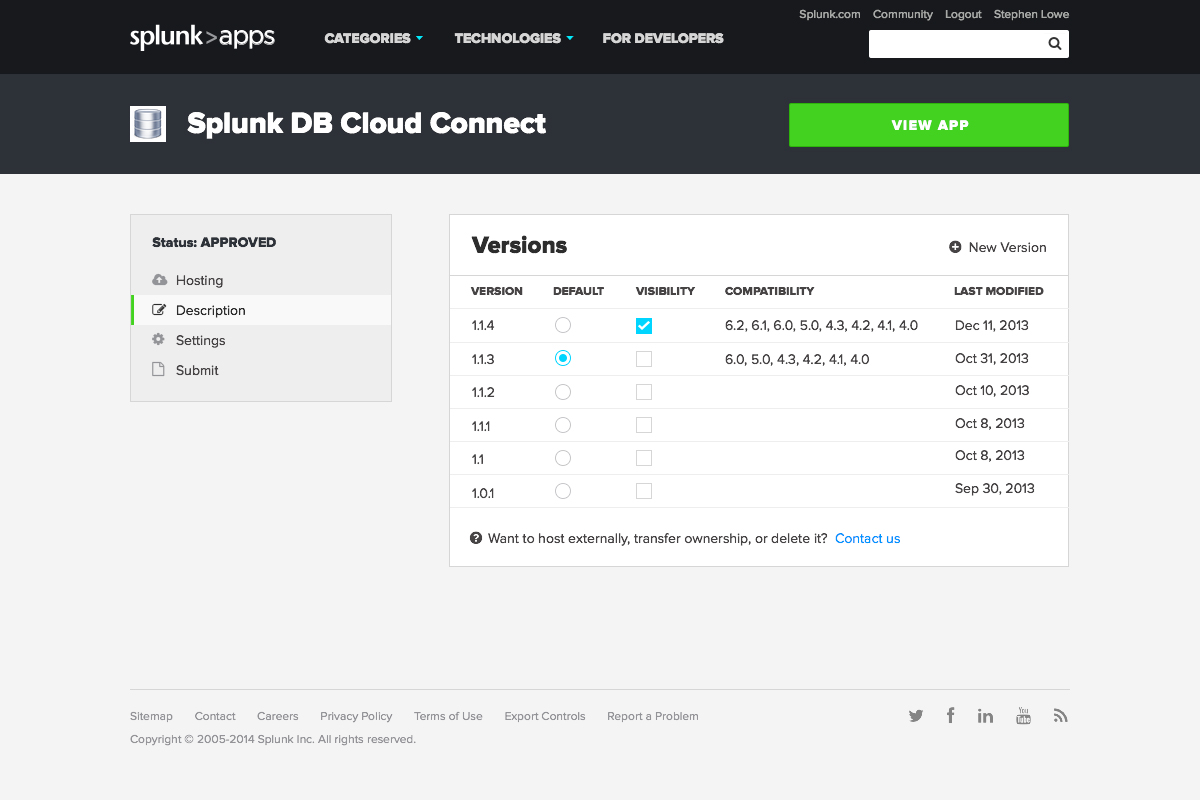 Splunk.com Community Logout Stephen Lowe
splunk>apps CATEGORIES TECHNOLOGIES FOR DEVELOPERS
Splunk DB Cloud Connect VIEW APP
Status: APPROVED
Hosting
Description
Settings
Submit
Versions New Version
VERSION DEFAULT VISIBILITY COMPATIBILITY LAST MODIFIED
1.1.4 6.2, 6.1, 6.0, 5.0, 4.3, 4.2, 4.1, 4.0 Dec 11, 2013
1.1.3 6.0, 5.0, 4.3, 4.2, 4.1, 4.0 Oct 31, 2013
1.1.2 Oct 10, 2013
1.1.1 Oct 8, 2013
1.1 Oct 8, 2013
1.0.1 Sep 30, 2013
Want to host externally, transfer ownership, or delete it? Contact us
Sitemap Contact Careers Privacy Policy Terms of Use Export Controls Report a Problem
You Tube
Copyright © 2005-2014 Splunk Inc. All rights reserved.